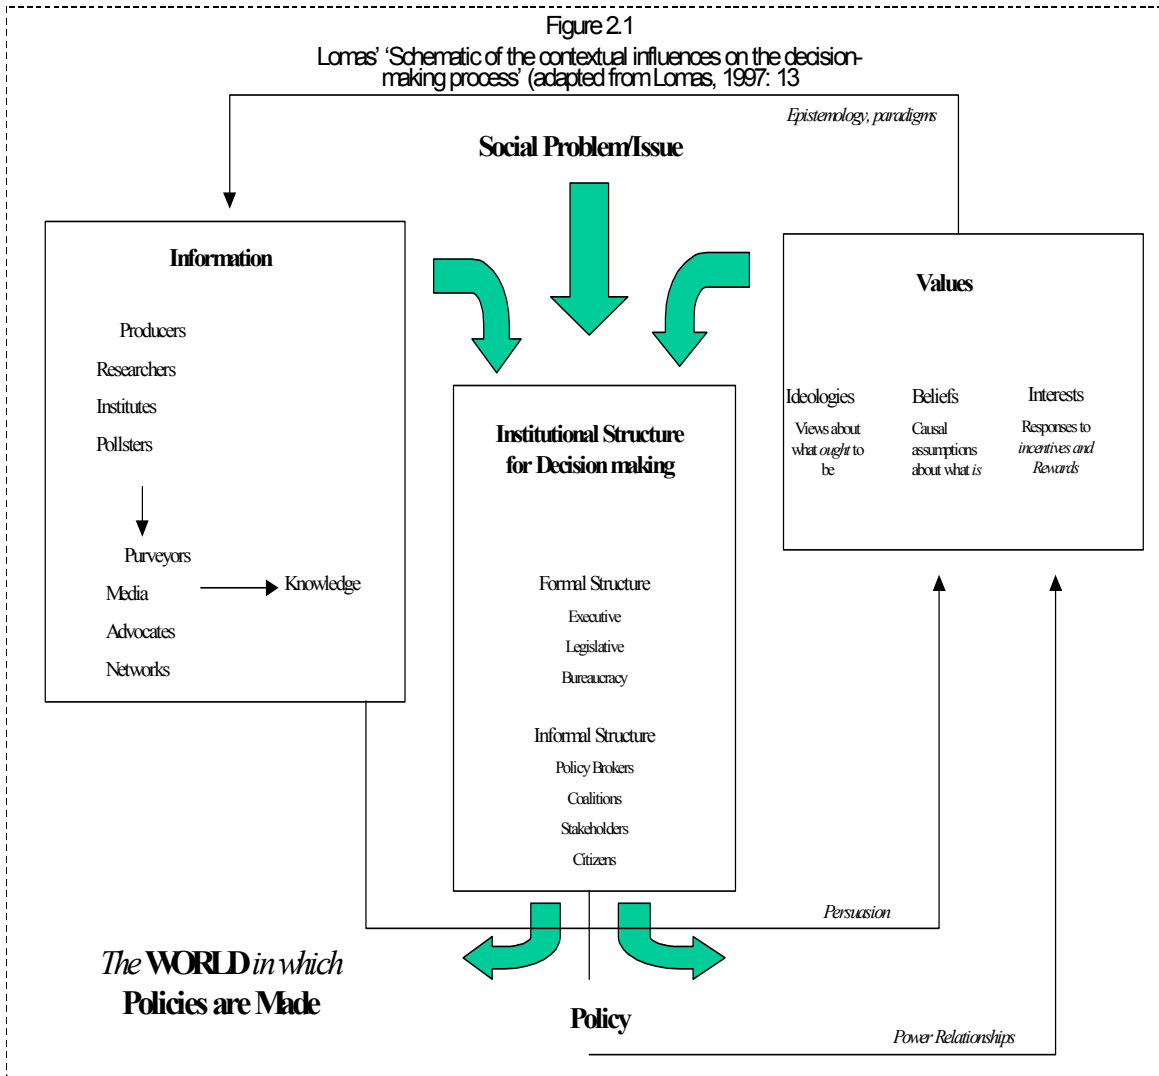 Figure 2.1
Lomas' 'Schematic of the contextual influences on the decision-
making process' (adapted from Lomas, 1997: 13
Epistemology, paradigms
Social Problem/Issue
Information
Producers
Researchers
Institutes
Pollsters
Purveyors
Media
Knowledge
Advocates
Networks
Institutional Structure
for Decision making
Formal Structure
Executive
Legislative
Bureaucracy
Informal Structure
Policy Brokers
Coalitions
Stakeholders
Citizens
Values
Ideologies
Views about
what ought to
be
Beliefs
Causal
assumptions
about what is
Interests
Responses to
incentives and
Rewards
Persuasion
The WORLD in which
Policies are Made
Policy
Power Relationships